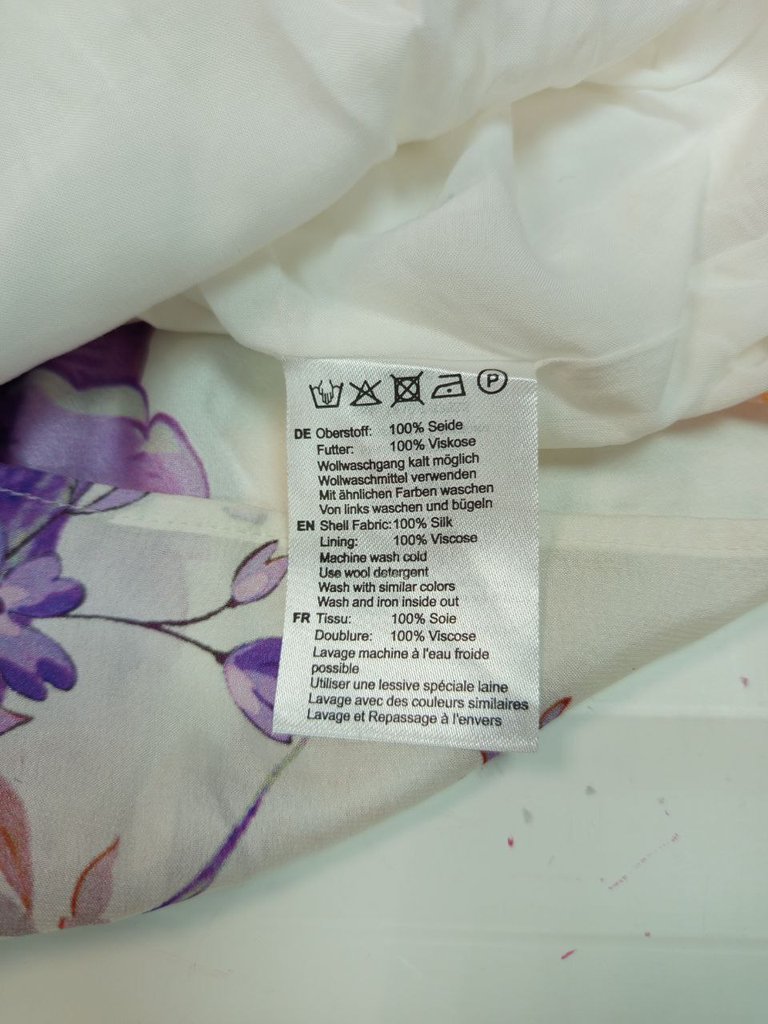 P
DE Oberstoff: 100% Seide
Futter: 100% Viskose
Wollwaschgang kalt möglich
Wollwaschmittel verwenden
Mit ähnlichen Farben waschen
Von links waschen und bügeln
EN Shell Fabric: 100% Silk
Lining: 100% Viscose
Machine wash cold
Use wool detergent
Wash with similar colors
Wash and iron inside out
FR Tissu: 100% Soie
Doublure: 100% Viscose
Lavage machine à l'eau froide
possible
Utiliser une lessive spéciale laine
Lavage avec des couleurs similaires
Lavage et Repassage à l'envers